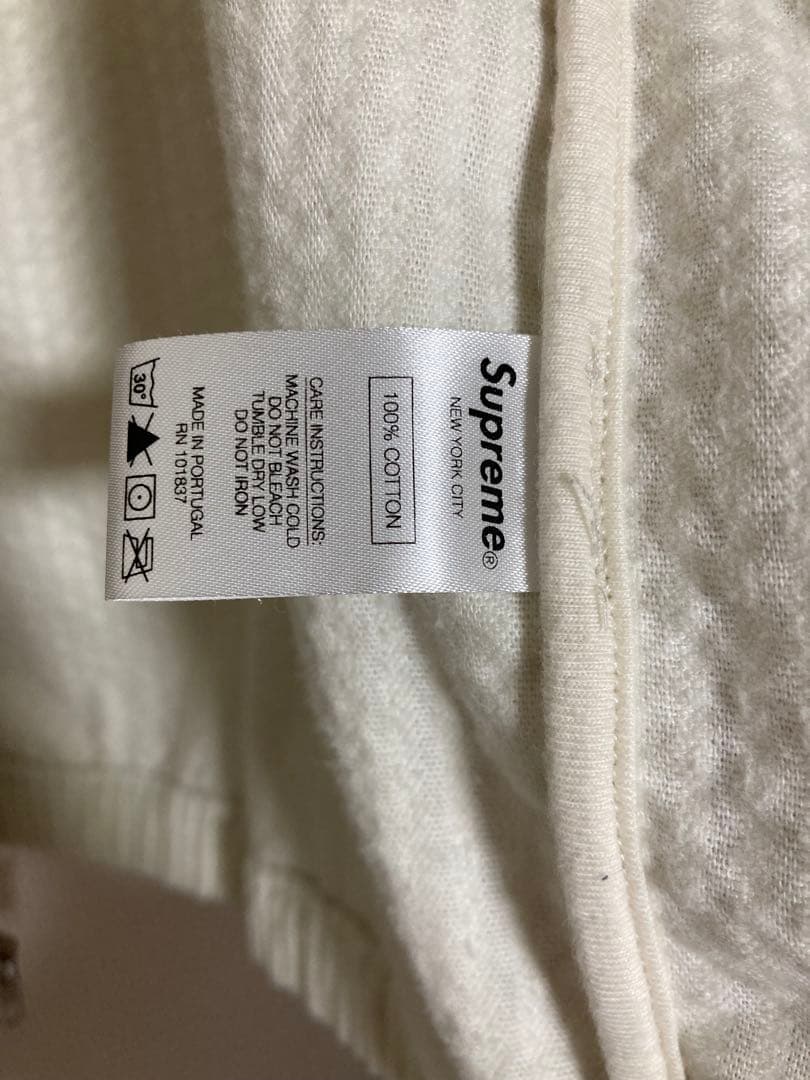 Supreme®
NEW YORK CITY
100% COTTON
CARE INSTRUCTIONS:
MACHINE WASH COLD
DO NOT BLEACH
TUMBLE DRY LOW
DO NOT IRON
MADE IN PORTUGAL
RN 101837
30°